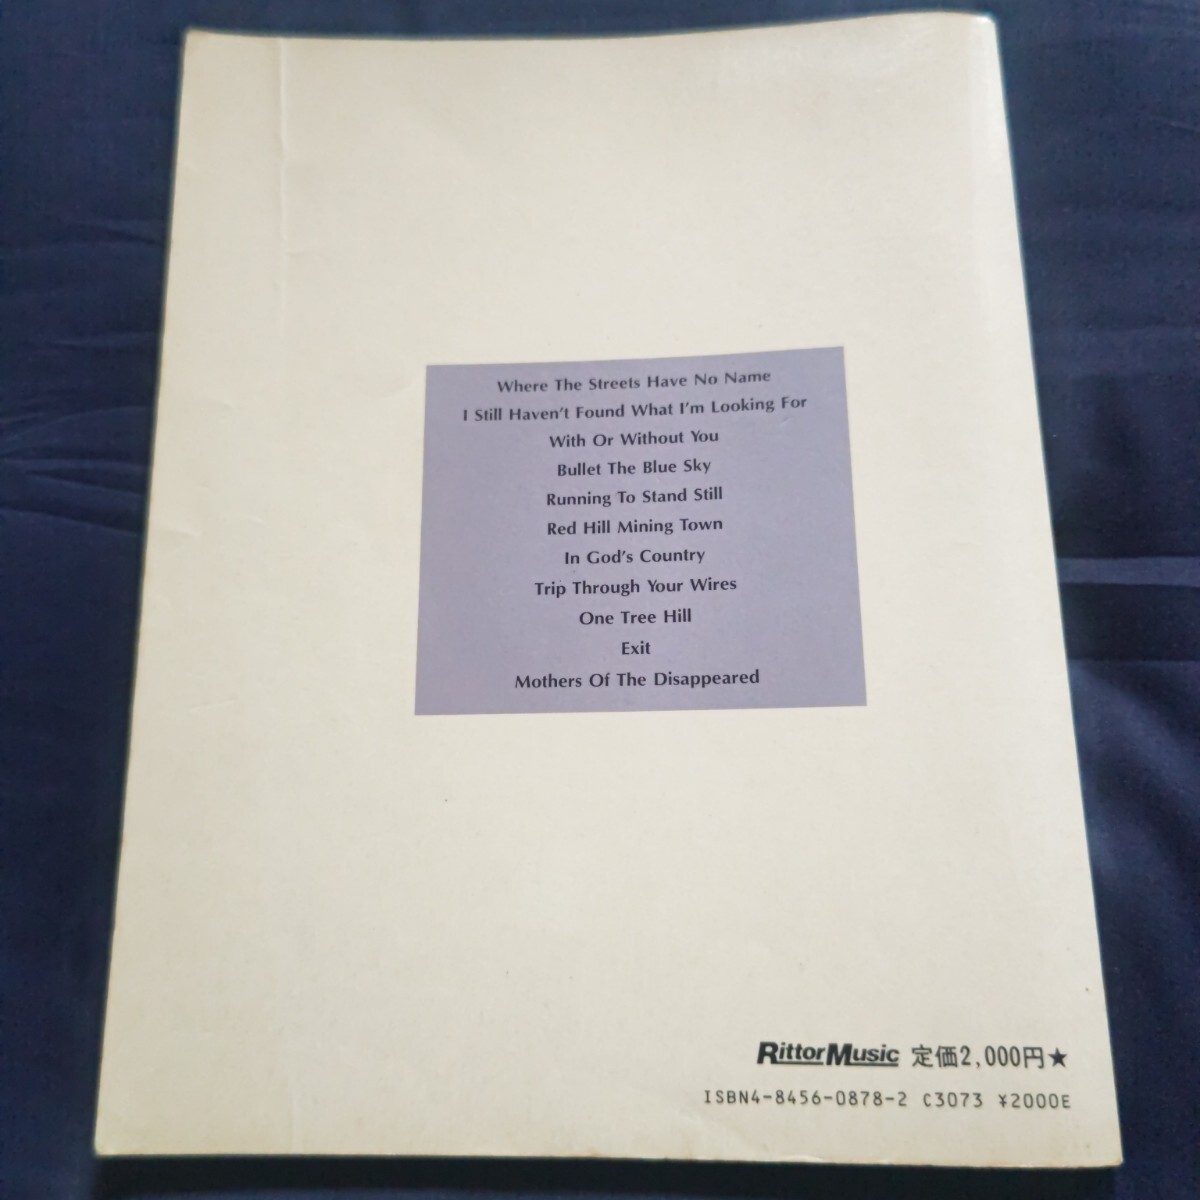 Where The Streets Have No Name
I Still Haven't Found What I'm Looking For
With Or Without You
Bullet The Blue Sky
Running To Stand Still
Red Hill Mining Town
In God's Country
Trip Through Your Wires
One Tree Hill
Exit
Mothers Of The Disappeared
RittorMusic 定価2,000円★
ISBN4-8456-0878-2 C3073 ¥2000E